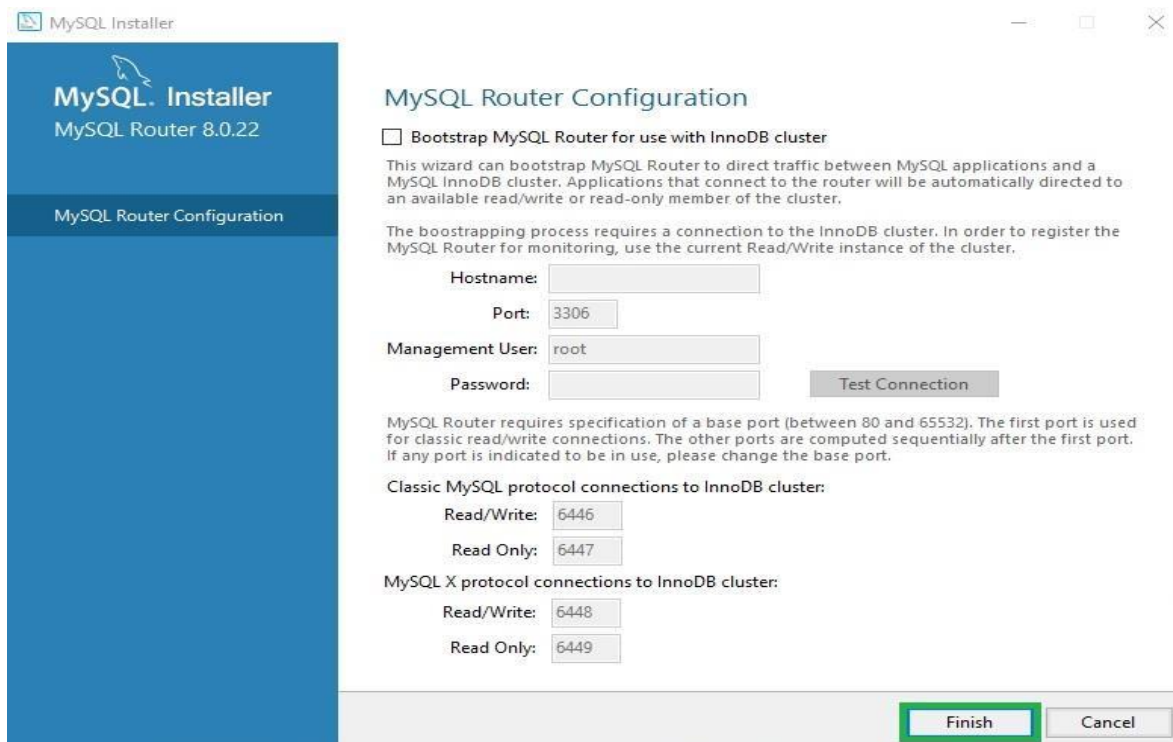 MySQL Installer
MySQL. Installer
MySQL Router 8.0.22
MySQL Router Configuration
MySQL Router Configuration
Bootstrap MySQL Router for use with InnoDB cluster
This wizard can bootstrap MySQL Router to direct traffic between MySQL applications and a
MySQL InnoDB cluster. Applications that connect to the router will be automatically directed to
an available read/write or read-only member of the cluster.
The boostrapping process requires a connection to the InnoDB cluster. In order to register the
MySQL Router for monitoring, use the current Read/Write instance of the cluster.
Hostname:
Port: 3306
Management User: root
Password: Test Connection
MySQL Router requires specification of a base port (between 80 and 65532). The first port is used
for classic read/write connections. The other ports are computed sequentially after the first port.
If any port is indicated to be in use, please change the base port.
Classic MySQL protocol connections to InnoDB cluster:
Read/Write: 6446
Read Only: 6447
MySQL X protocol connections to InnoDB cluster:
Read/Write: 6448
Read Only: 6449
Finish Cancel